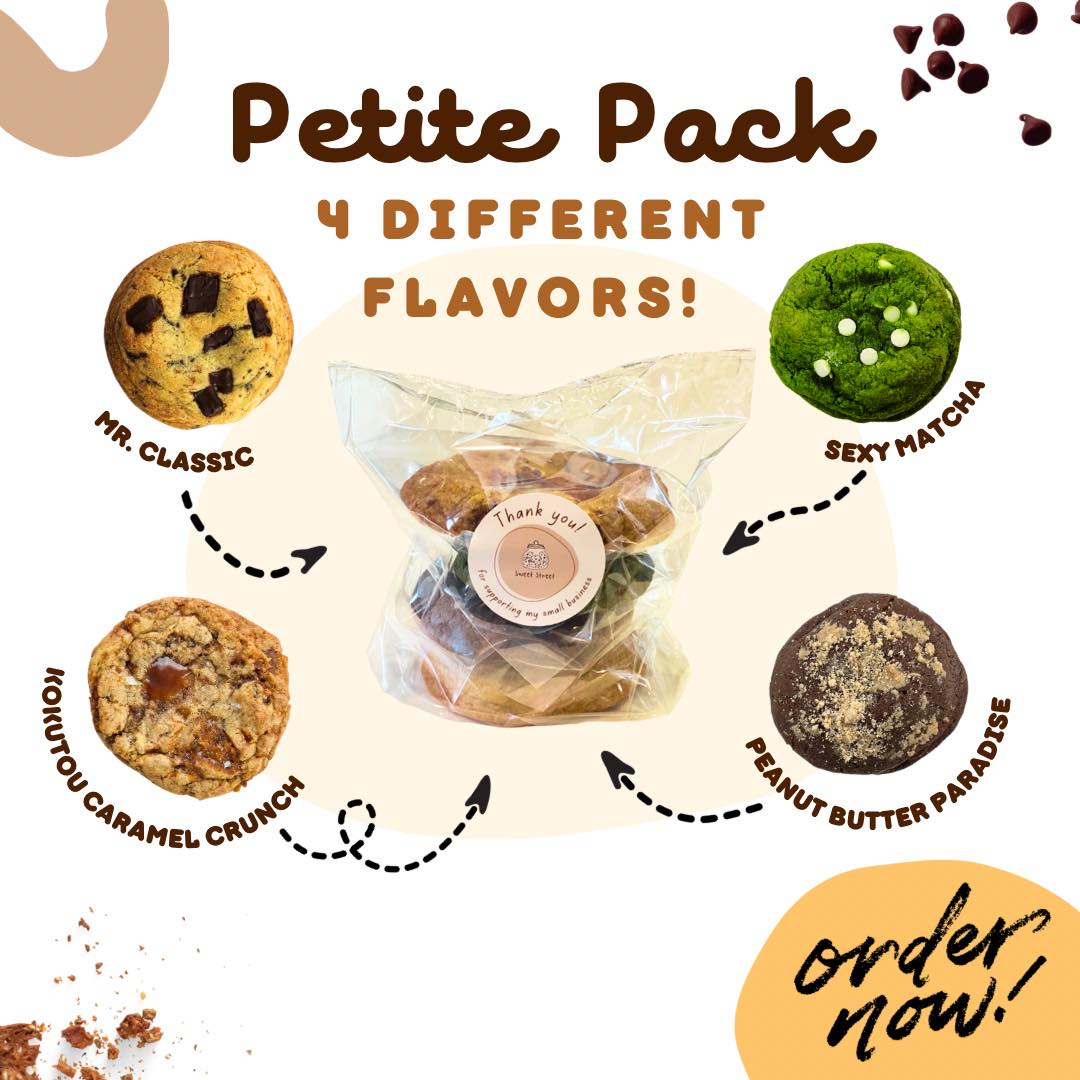 Petite Pack
4 DIFFERENT
FLAVORS!
MR. CLASSIC
SEXY MATCHA
Thank you!
Sweet Street
for supporting my small business
KOKUTOU CARAMEL CRUNCH
PEANUT BUTTER PARADISE
order
now!